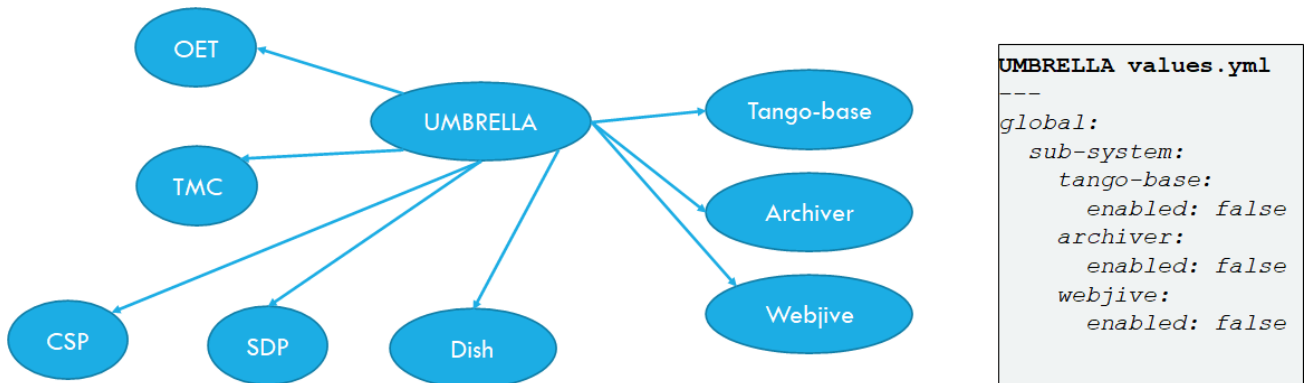 OET
UMBRELLA
Tango-base
TMC
Archiver
CSP
SDP
Dish
Webjive
UMBRELLA values.yml
---
global:
  sub-system:
    tango-base:
      enabled: false
    archiver:
      enabled: false
    webjive:
      enabled: false